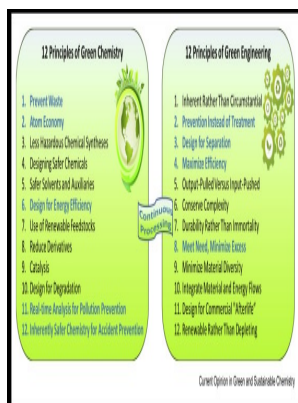 12 Principles of Green Chemistry
1. Prevent Waste
2. Atom Economy
3. Less Hazardous Chemical Syntheses
4. Designing Safer Chemicals
5. Safer Solvents and Auxiliaries
6. Design for Energy Efficiency
7. Use of Renewable Feedstocks
8. Reduce Derivatives
9. Catalysis
10. Design for Degradation
11. Real-time Analysis for Pollution Prevention
12. Inherently Safer Chemistry for Accident Prevention
Continuous
Processing
12 Principles of Green Engineering
1. Inherent Rather Than Circumstantial
2. Prevention Instead of Treatment
3. Design for Separation
4. Maximize Efficiency
5. Output-Pulled Versus Input-Pushed
6. Conserve Complexity
7. Durability Rather Than Immortality
8. Meet Need, Minimize Excess
9. Minimize Material Diversity
10. Integrate Material and Energy Flows
11. Design for Commercial "Afterlife"
12. Renewable Rather Than Depleting
Current Opinion in Green and Sustainable Chemistry